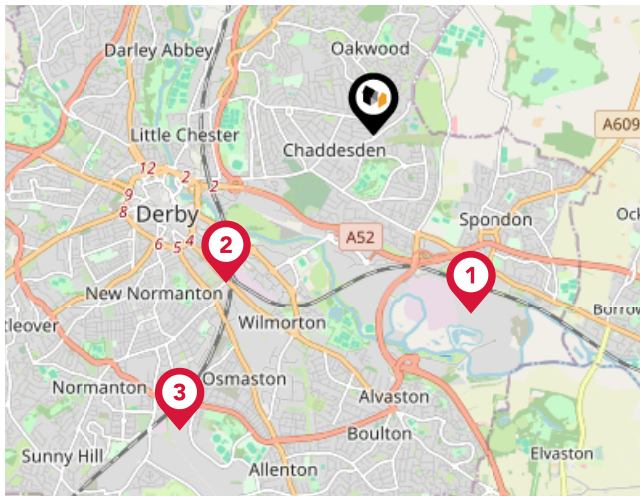 Darley Abbey
Oakwood
A609
Little Chester
Chaddesden
12
2
2
9
8
Derby
Spondon
Ock
A52
6
5
4
2
1
New Normanton
Borrow
tleover
Wilmorton
Normanton
3
Osmaston
Alvaston
Boulton
Sunny Hill
Allenton
Elvaston